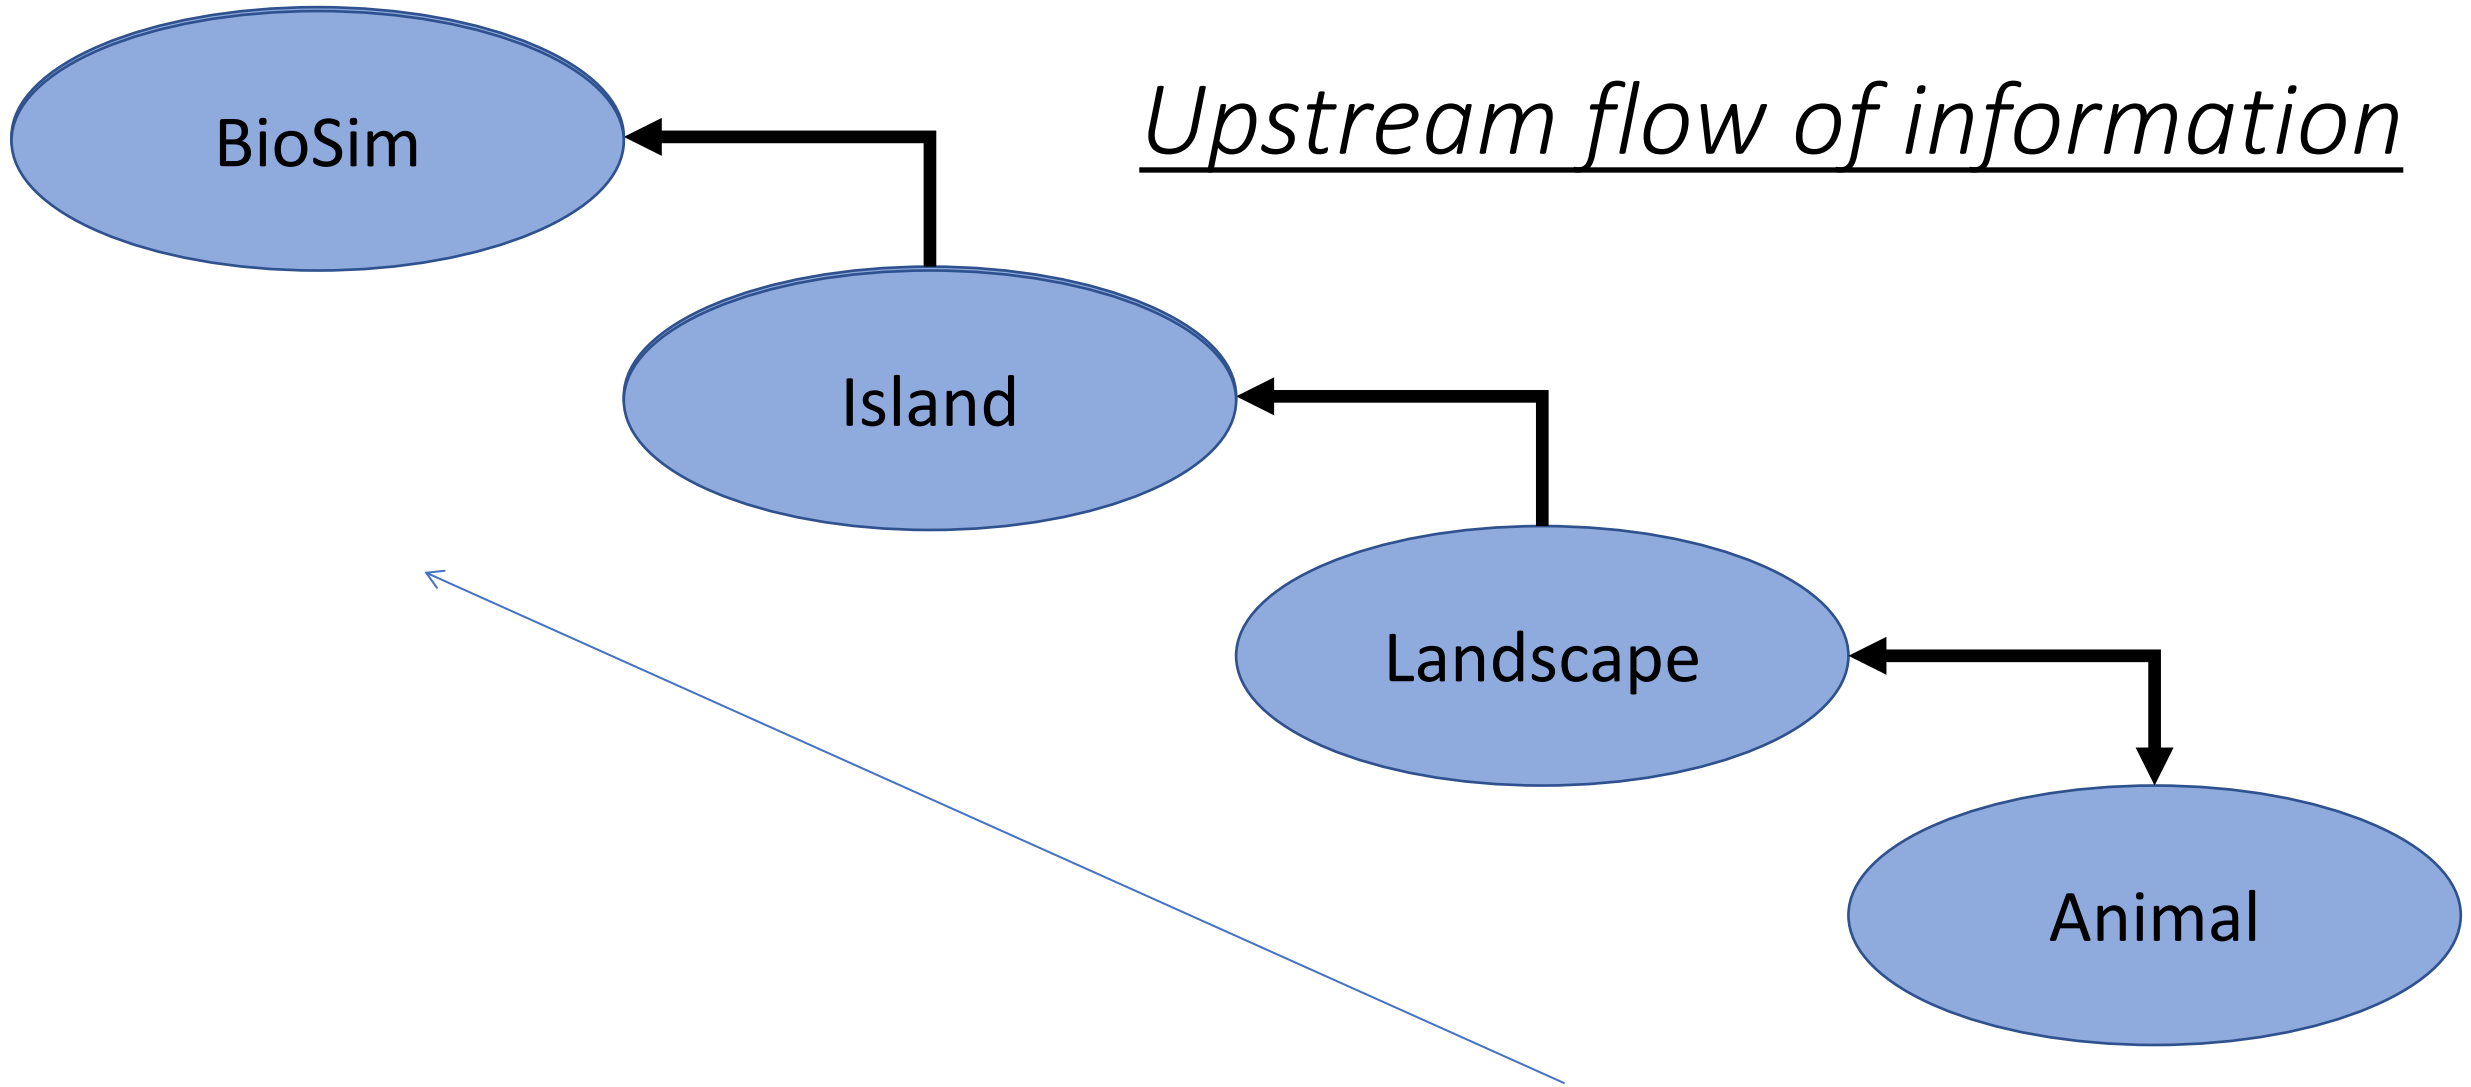 Upstream flow of information
BioSim
Island
Landscape
Animal